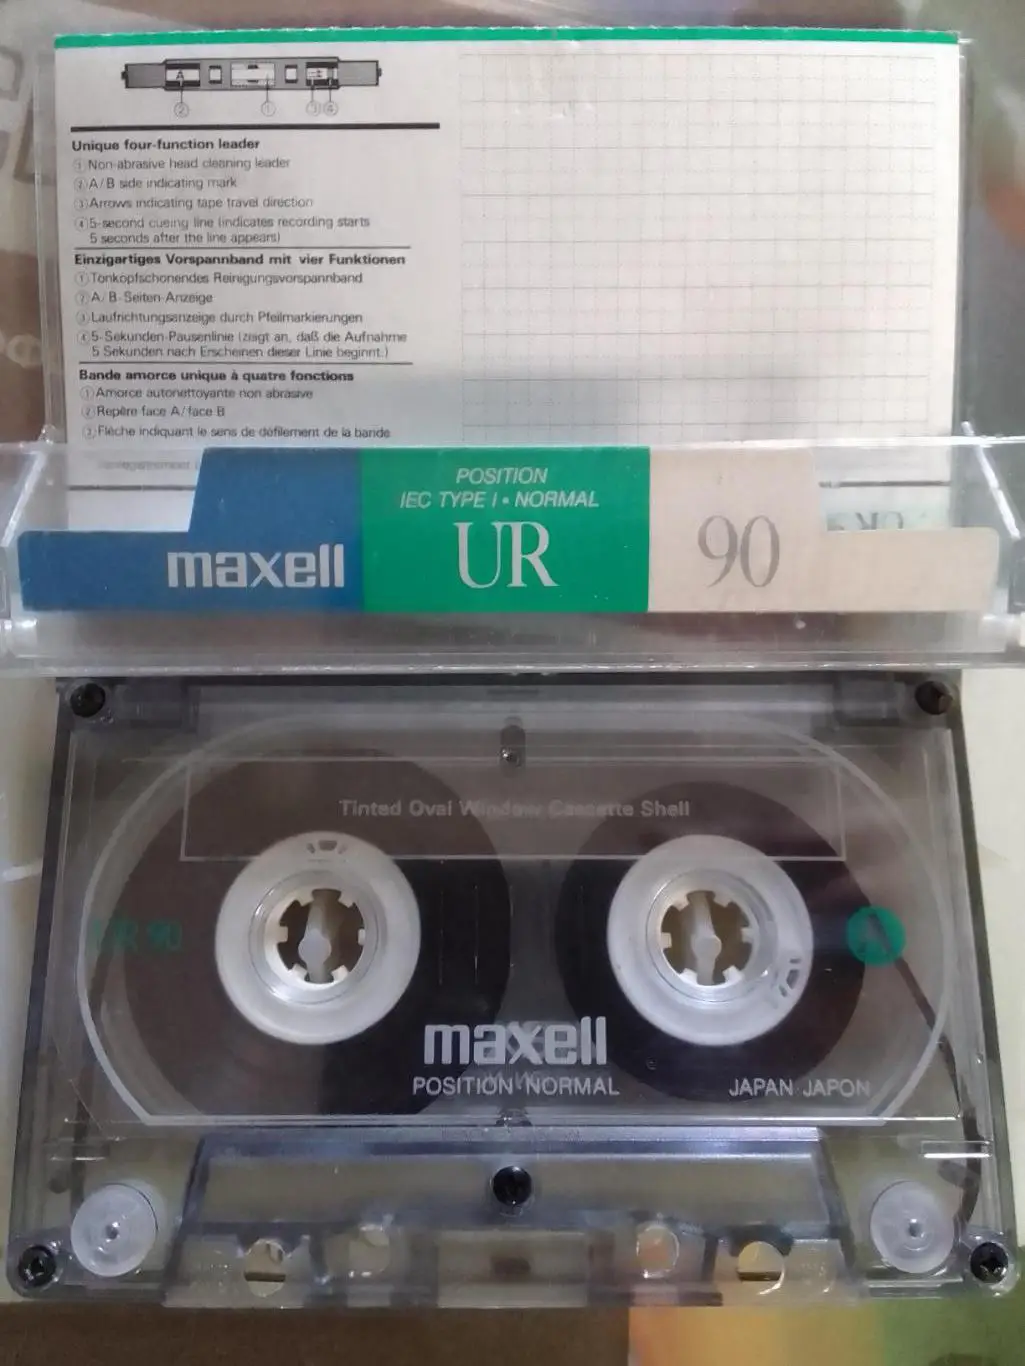 A
② ① ③ ④
Unique four-function leader
① Non-abrasive head cleaning leader
② A/B side indicating mark
③ Arrows indicating tape travel direction
④ 5-second cueing line (indicates recording starts
5 seconds after the line appears)
Einzigartiges Vorspannband mit vier Funktionen
① Tonkopfschonendes Reinigungsvorspannband
② A/B-Seiten-Anzeige
③ Laufrichtungsanzeige durch Pfeilmarkierungen
④ 5-Sekunden-Pausenlinie (zeigt an, daß die Aufnahme
5 Sekunden nach Erscheinen dieser Linie beginnt.)
Bande amorce unique à quatre fonctions
① Amorce autonettoyante non abrasive
② Repère face A/face B
③ Flèche indiquant le sens de défilement de la bande
POSITION
IEC TYPE I • NORMAL
maxell UR 90
Tinted Oval Window Cassette Shell
UR 90 A
maxell
POSITION NORMAL JAPAN JAPON